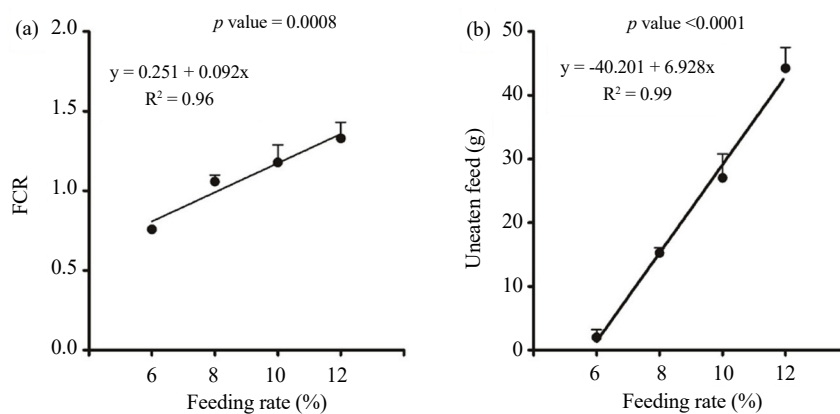 (a)
p value = 0.0008
y = 0.251 + 0.092x
R² = 0.96
FCR
2.0
1.5
1.0
0.5
0.0
6 8 10 12
Feeding rate (%)
(b)
p value <0.0001
y = -40.201 + 6.928x
R² = 0.99
Uneaten feed (g)
50
40
30
20
10
0
6 8 10 12
Feeding rate (%)